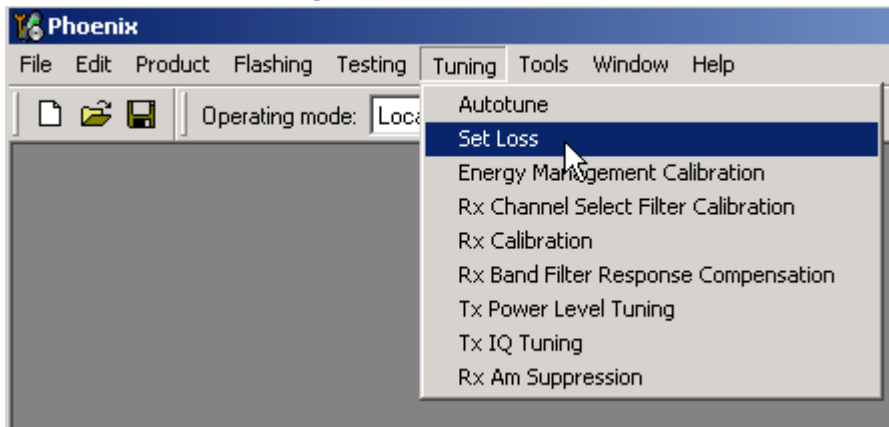 Phoenix
File Edit Product Flashing Testing Tuning Tools Window Help
Operating mode: Loca
Autotune
Set Loss
Energy Management Calibration
Rx Channel Select Filter Calibration
Rx Calibration
Rx Band Filter Response Compensation
Tx Power Level Tuning
Tx IQ Tuning
Rx Am Suppression